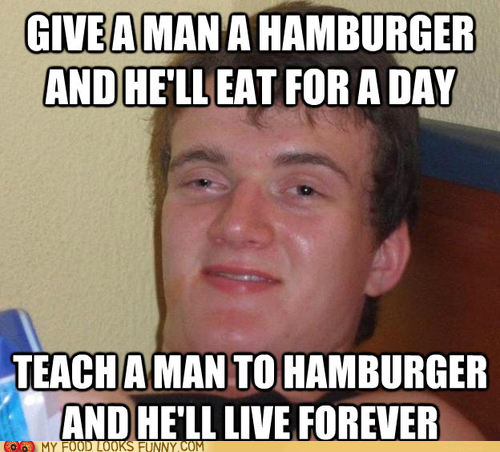 GIVE A MAN A HAMBURGER
AND HE'LL EAT FOR A DAY
TEACH A MAN TO HAMBURGER
AND HE'LL LIVE FOREVER
MY FOOD LOOKS FUNNY.COM